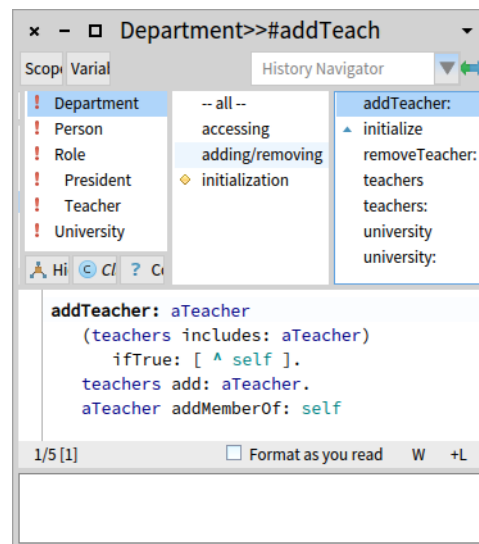 Department>>#addTeach
Scop Varial History Navigator
! Department
! Person
! Role
! President
! Teacher
! University
Hi C Cl ? Co
-- all --
accessing
adding/removing
initialization
addTeacher:
initialize
removeTeacher:
teachers
teachers:
university
university:
addTeacher: aTeacher
(teachers includes: aTeacher)
ifTrue: [ ^ self ].
teachers add: aTeacher.
aTeacher addMemberOf: self
1/5 [1] Format as you read W +L